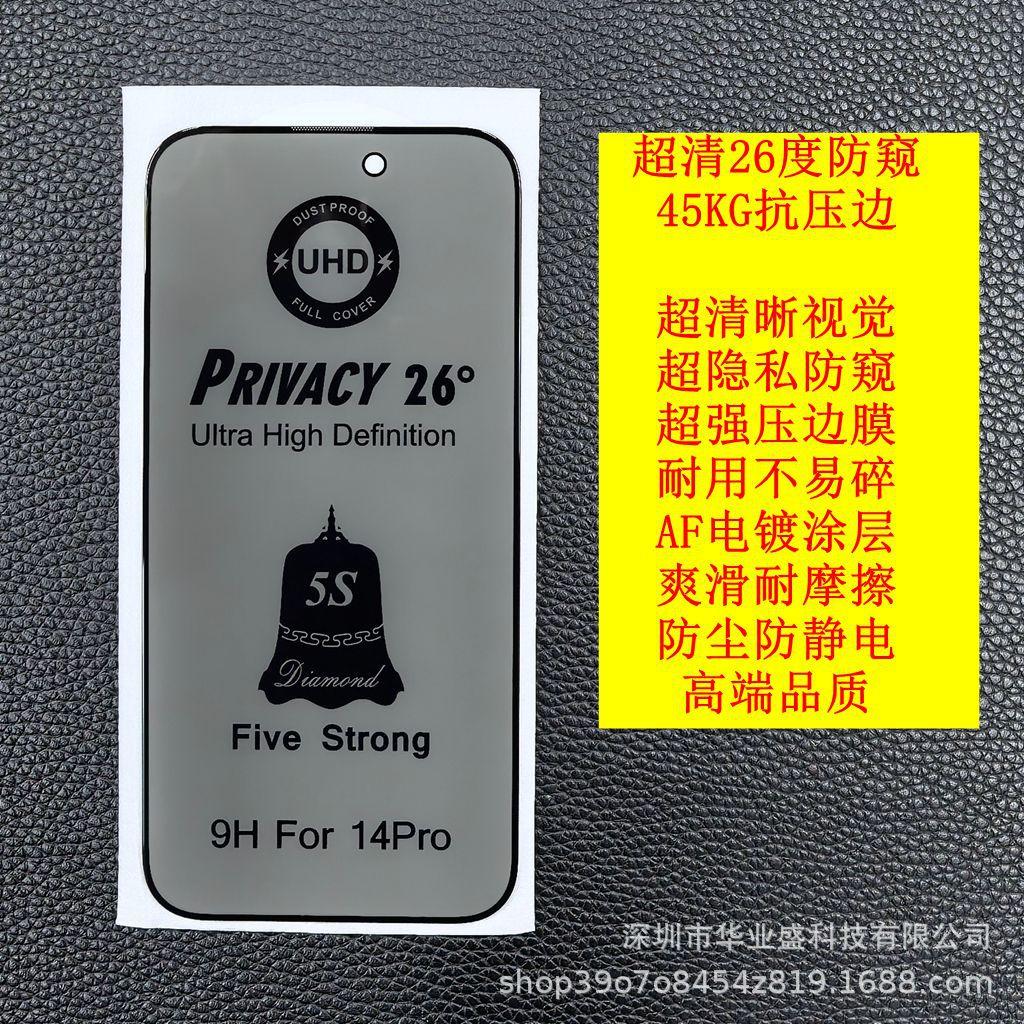 DUST PROOF
UHD
FULL COVER
PRIVACY 26°
Ultra High Definition
5S
Diamond
Five Strong
9H For 14Pro
超清26度防窥
45KG抗压边
超清晰视觉
超隐私防窥
超强压边膜
耐用不易碎
AF电镀涂层
爽滑耐摩擦
防尘防静电
高端品质
深圳市华业盛科技有限公司
shop39o7o8454z819.1688.com